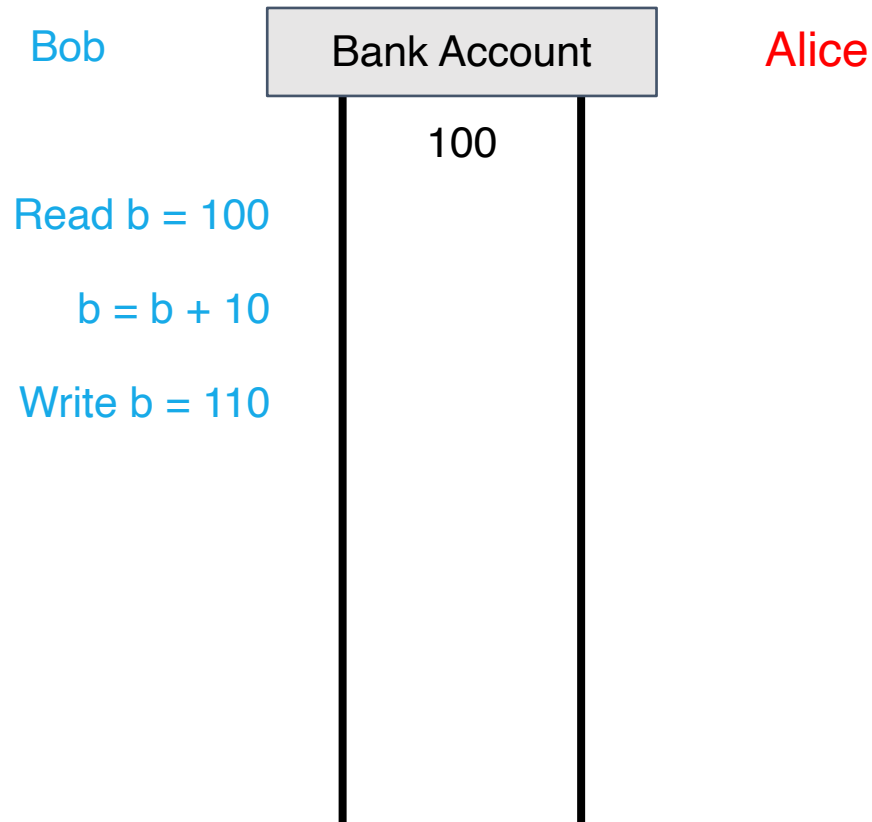 Bob
Bank Account
Alice
100
Read b = 100
b = b + 10
Write b = 110